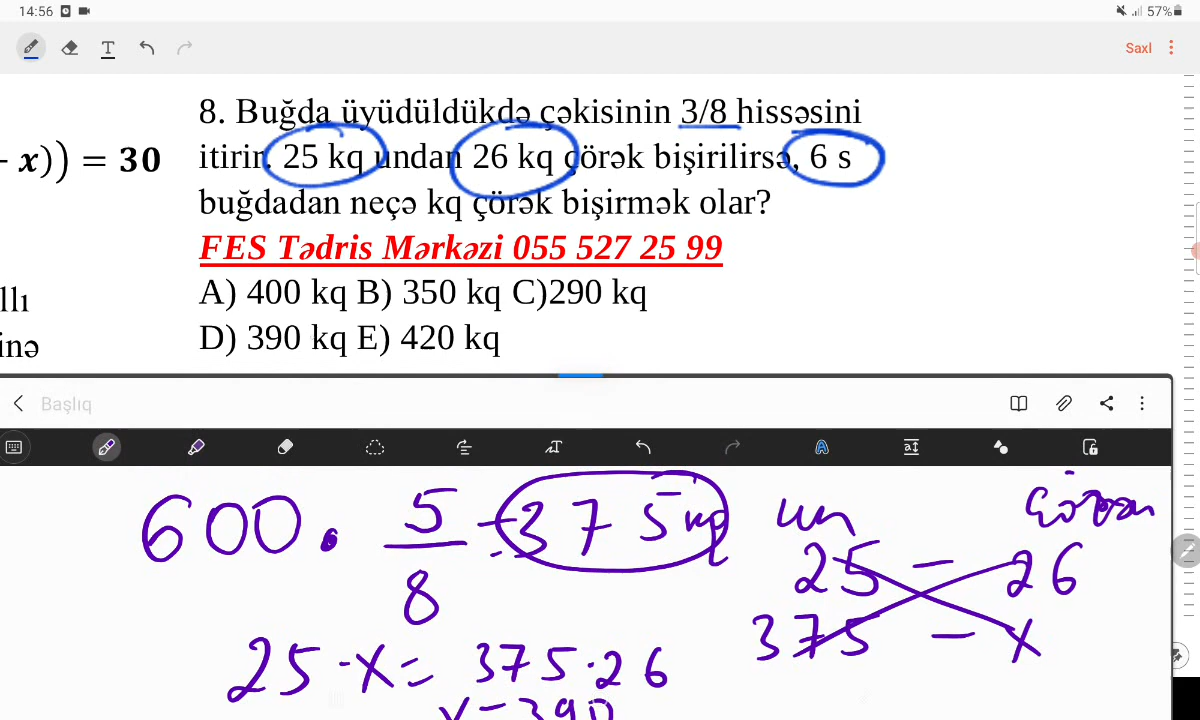 14:56 57%
Saxl
8. Buğda üyüdüldükdə çəkisinin 3/8 hissəsini
− x)) = 30 itirir. 25 kq undan 26 kq çörək bişirilirsə, 6 s
buğdadan neçə kq çörək bişirmək olar?
FES Tədris Mərkəzi 055 527 25 99
llı A) 400 kq B) 350 kq C)290 kq
inə D) 390 kq E) 420 kq
Başlıq
600 · 5/8 = 375 kq un
25 − 26
375 − x
25 · x = 375 · 26
x = 390